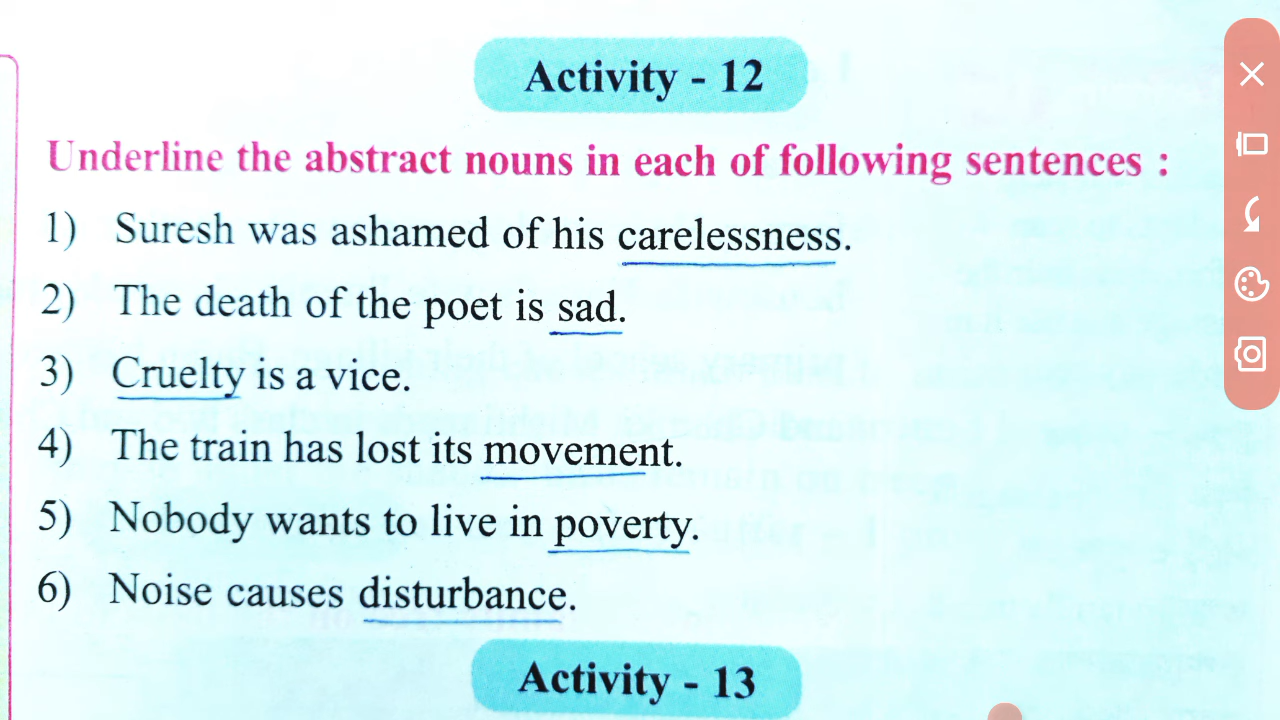 Activity - 12
Underline the abstract nouns in each of following sentences :
1) Suresh was ashamed of his carelessness.
2) The death of the poet is sad.
3) Cruelty is a vice.
4) The train has lost its movement.
5) Nobody wants to live in poverty.
6) Noise causes disturbance.
Activity - 13